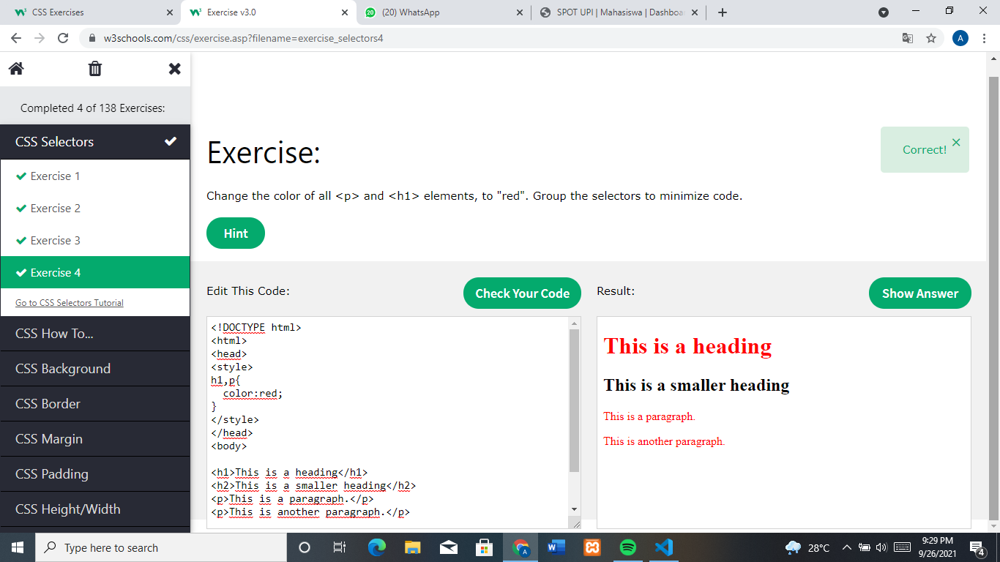 CSS Exercises
Exercise v3.0
(20) WhatsApp
SPOT UPI | Mahasiswa | Dashboa
w3schools.com/css/exercise.asp?filename=exercise_selectors4
A
Completed 4 of 138 Exercises:
CSS Selectors
Exercise 1
Exercise 2
Exercise 3
Exercise 4
Go to CSS Selectors Tutorial
CSS How To...
CSS Background
CSS Border
CSS Margin
CSS Padding
CSS Height/Width
Exercise:
Correct!
Change the color of all <p> and <h1> elements, to "red". Group the selectors to minimize code.
Hint
Edit This Code:
Check Your Code
<!DOCTYPE html>
<html>
<head>
<style>
h1,p{
  color:red;
}
</style>
</head>
<body>

<h1>This is a heading</h1>
<h2>This is a smaller heading</h2>
<p>This is a paragraph.</p>
<p>This is another paragraph.</p>
Result:
Show Answer
This is a heading
This is a smaller heading
This is a paragraph.
This is another paragraph.
Type here to search
28°C
9:29 PM
9/26/2021
4